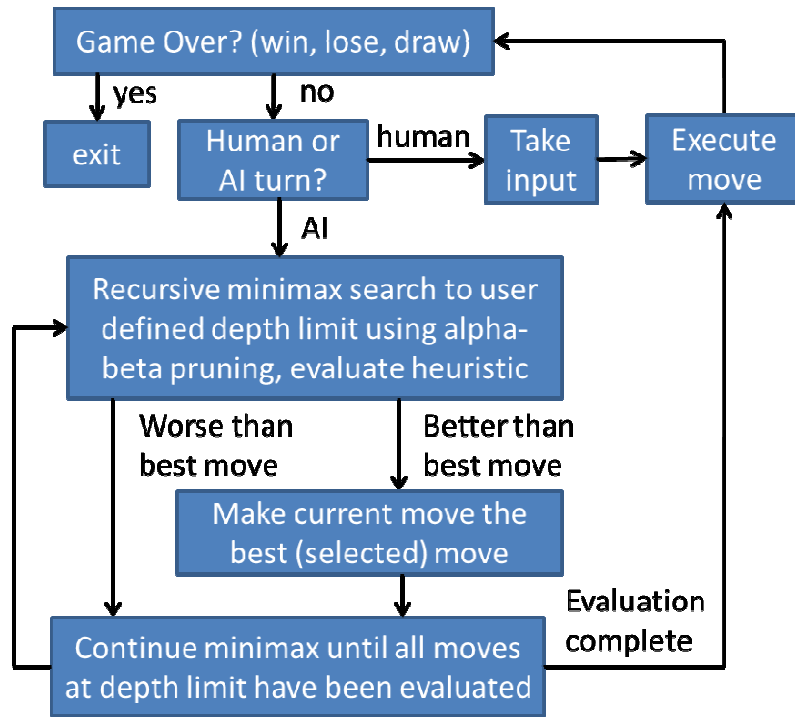 Game Over? (win, lose, draw)
yes
no
exit
Human or
AI turn?
human
Take
input
Execute
move
AI
Recursive minimax search to user
defined depth limit using alpha-
beta pruning, evaluate heuristic
Worse than
best move
Better than
best move
Make current move the
best (selected) move
Evaluation
complete
Continue minimax until all moves
at depth limit have been evaluated